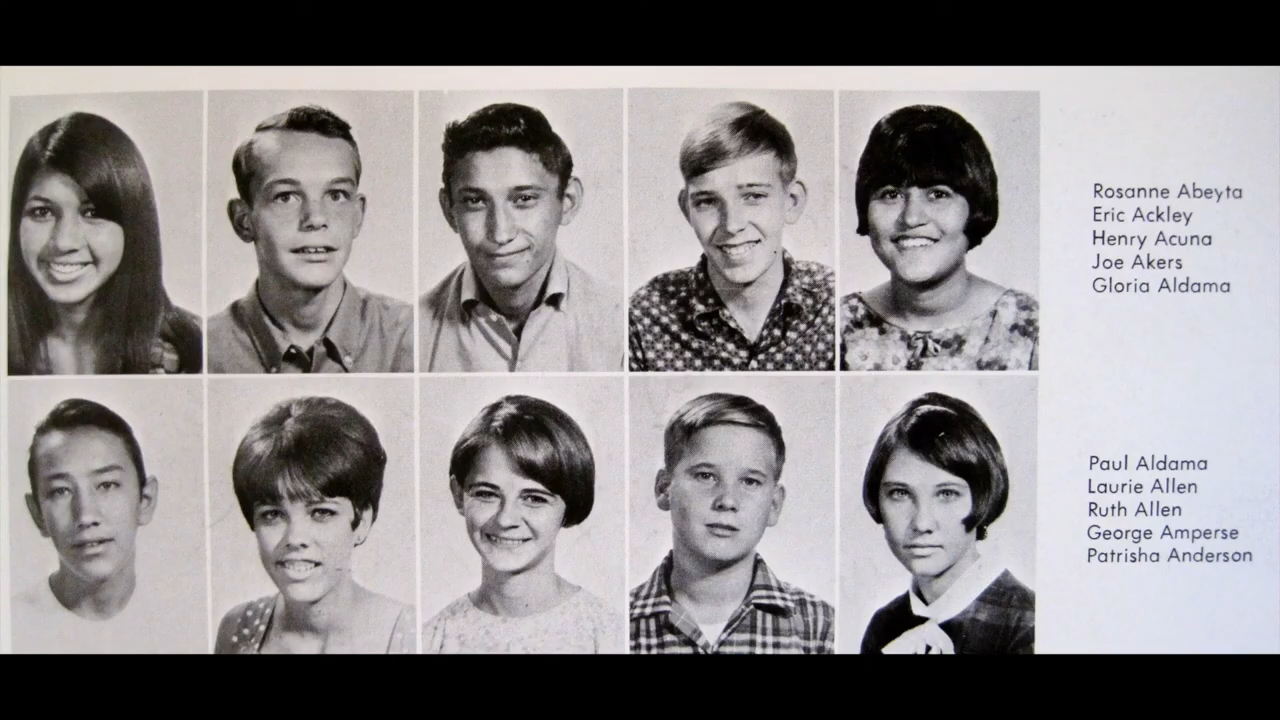 Rosanne Abeyta
Eric Ackley
Henry Acuna
Joe Akers
Gloria Aldama
Paul Aldama
Laurie Allen
Ruth Allen
George Amperse
Patrisha Anderson